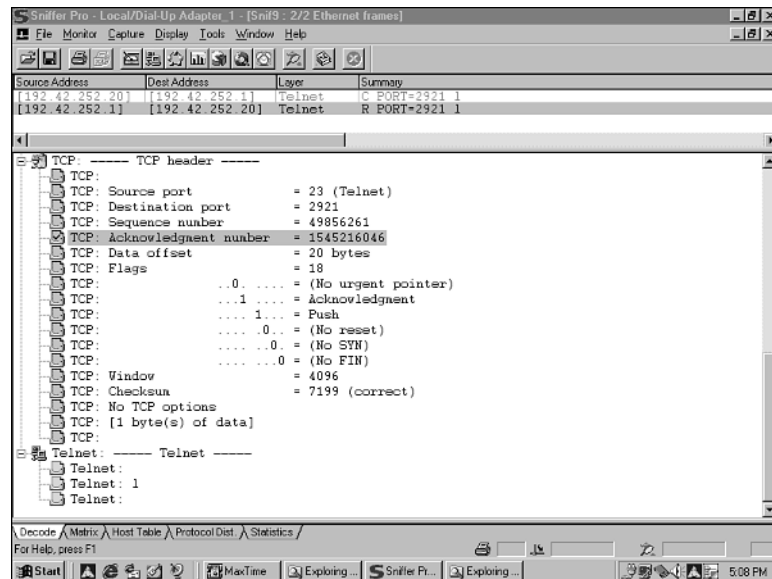 Sniffer Pro - Local/Dial-Up Adapter_1 - [Snif9 : 2/2 Ethernet frames]
File Monitor Capture Display Tools Window Help
Source Address Dest Address Layer Summary
[192.42.252.20] [192.42.252.1] Telnet C PORT=2921 l
[192.42.252.1] [192.42.252.20] Telnet R PORT=2921 l
TCP: ----- TCP header -----
TCP:
TCP: Source port = 23 (Telnet)
TCP: Destination port = 2921
TCP: Sequence number = 49856261
TCP: Acknowledgment number = 1545216046
TCP: Data offset = 20 bytes
TCP: Flags = 18
TCP: ..0. .... = (No urgent pointer)
TCP: ...1 .... = Acknowledgment
TCP: .... 1... = Push
TCP: .... .0.. = (No reset)
TCP: .... ..0. = (No SYN)
TCP: .... ...0 = (No FIN)
TCP: Window = 4096
TCP: Checksum = 7199 (correct)
TCP: No TCP options
TCP: [1 byte(s) of data]
TCP:
Telnet: ----- Telnet -----
Telnet:
Telnet: l
Telnet:
Decode Matrix Host Table Protocol Dist. Statistics
For Help, press F1
Start MaxTime Exploring ... Sniffer Pr... Exploring ... 5:08 PM